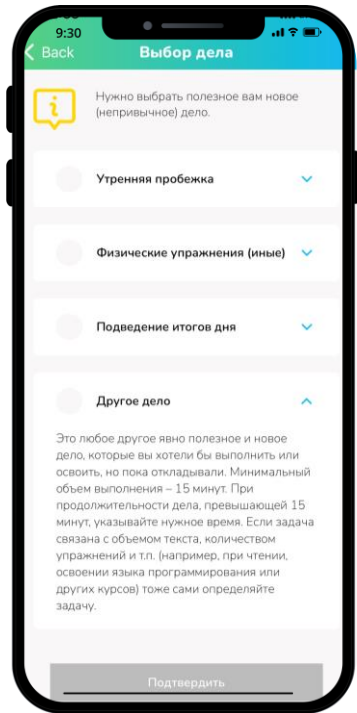 9:30
Back
Выбор дела
Нужно выбрать полезное вам новое
(непривычное) дело.
Утренняя пробежка
Физические упражнения (иные)
Подведение итогов дня
Другое дело
Это любое другое явно полезное и новое
дело, которые вы хотели бы выполнить или
освоить, но пока откладывали. Минимальный
объем выполнения – 15 минут. При
продолжительности дела, превышающей 15
минут, указывайте нужное время. Если задача
связана с объемом текста, количеством
упражнений и т.п. (например, при чтении,
освоении языка программирования или
других курсов) тоже сами определяйте
задачу.
Подтвердить